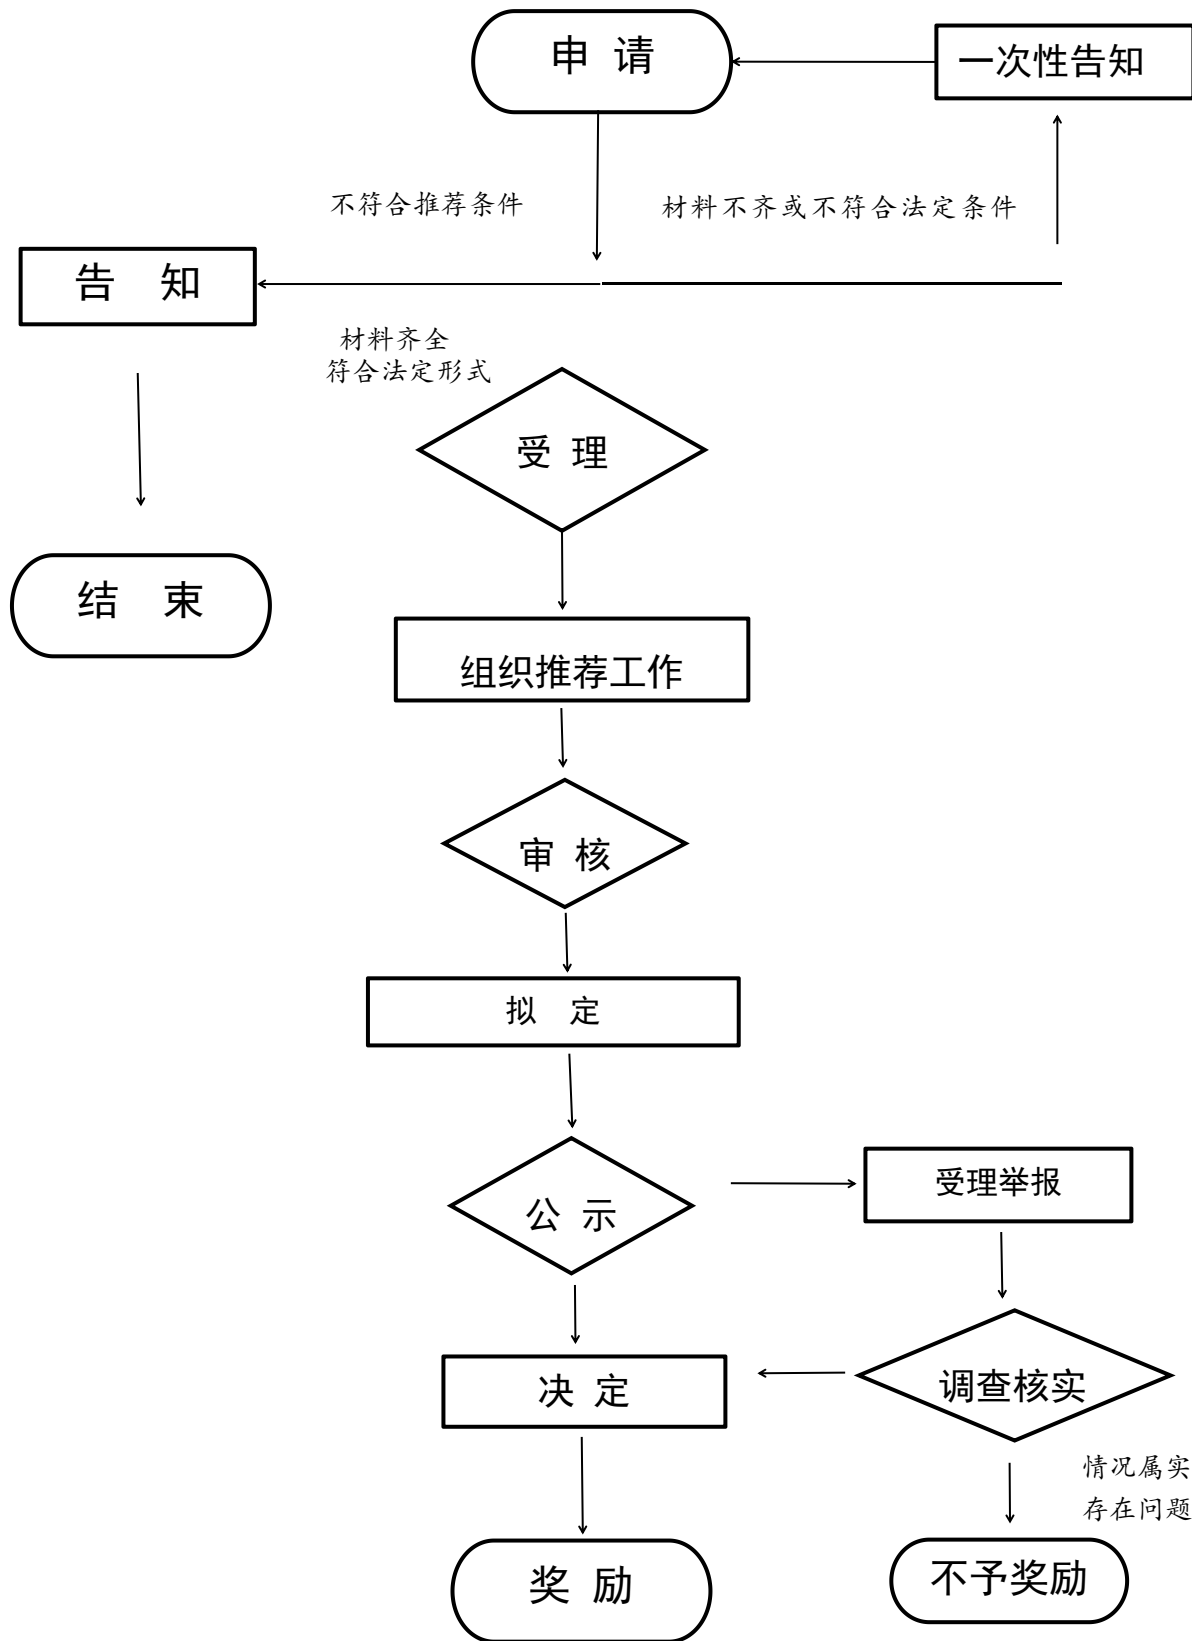 申 请
一次性告知
不符合推荐条件
材料不齐或不符合法定条件
告 知
材料齐全
符合法定形式
受 理
结 束
组织推荐工作
审 核
拟 定
公 示
受理举报
决 定
调查核实
情况属实
存在问题
奖 励
不予奖励